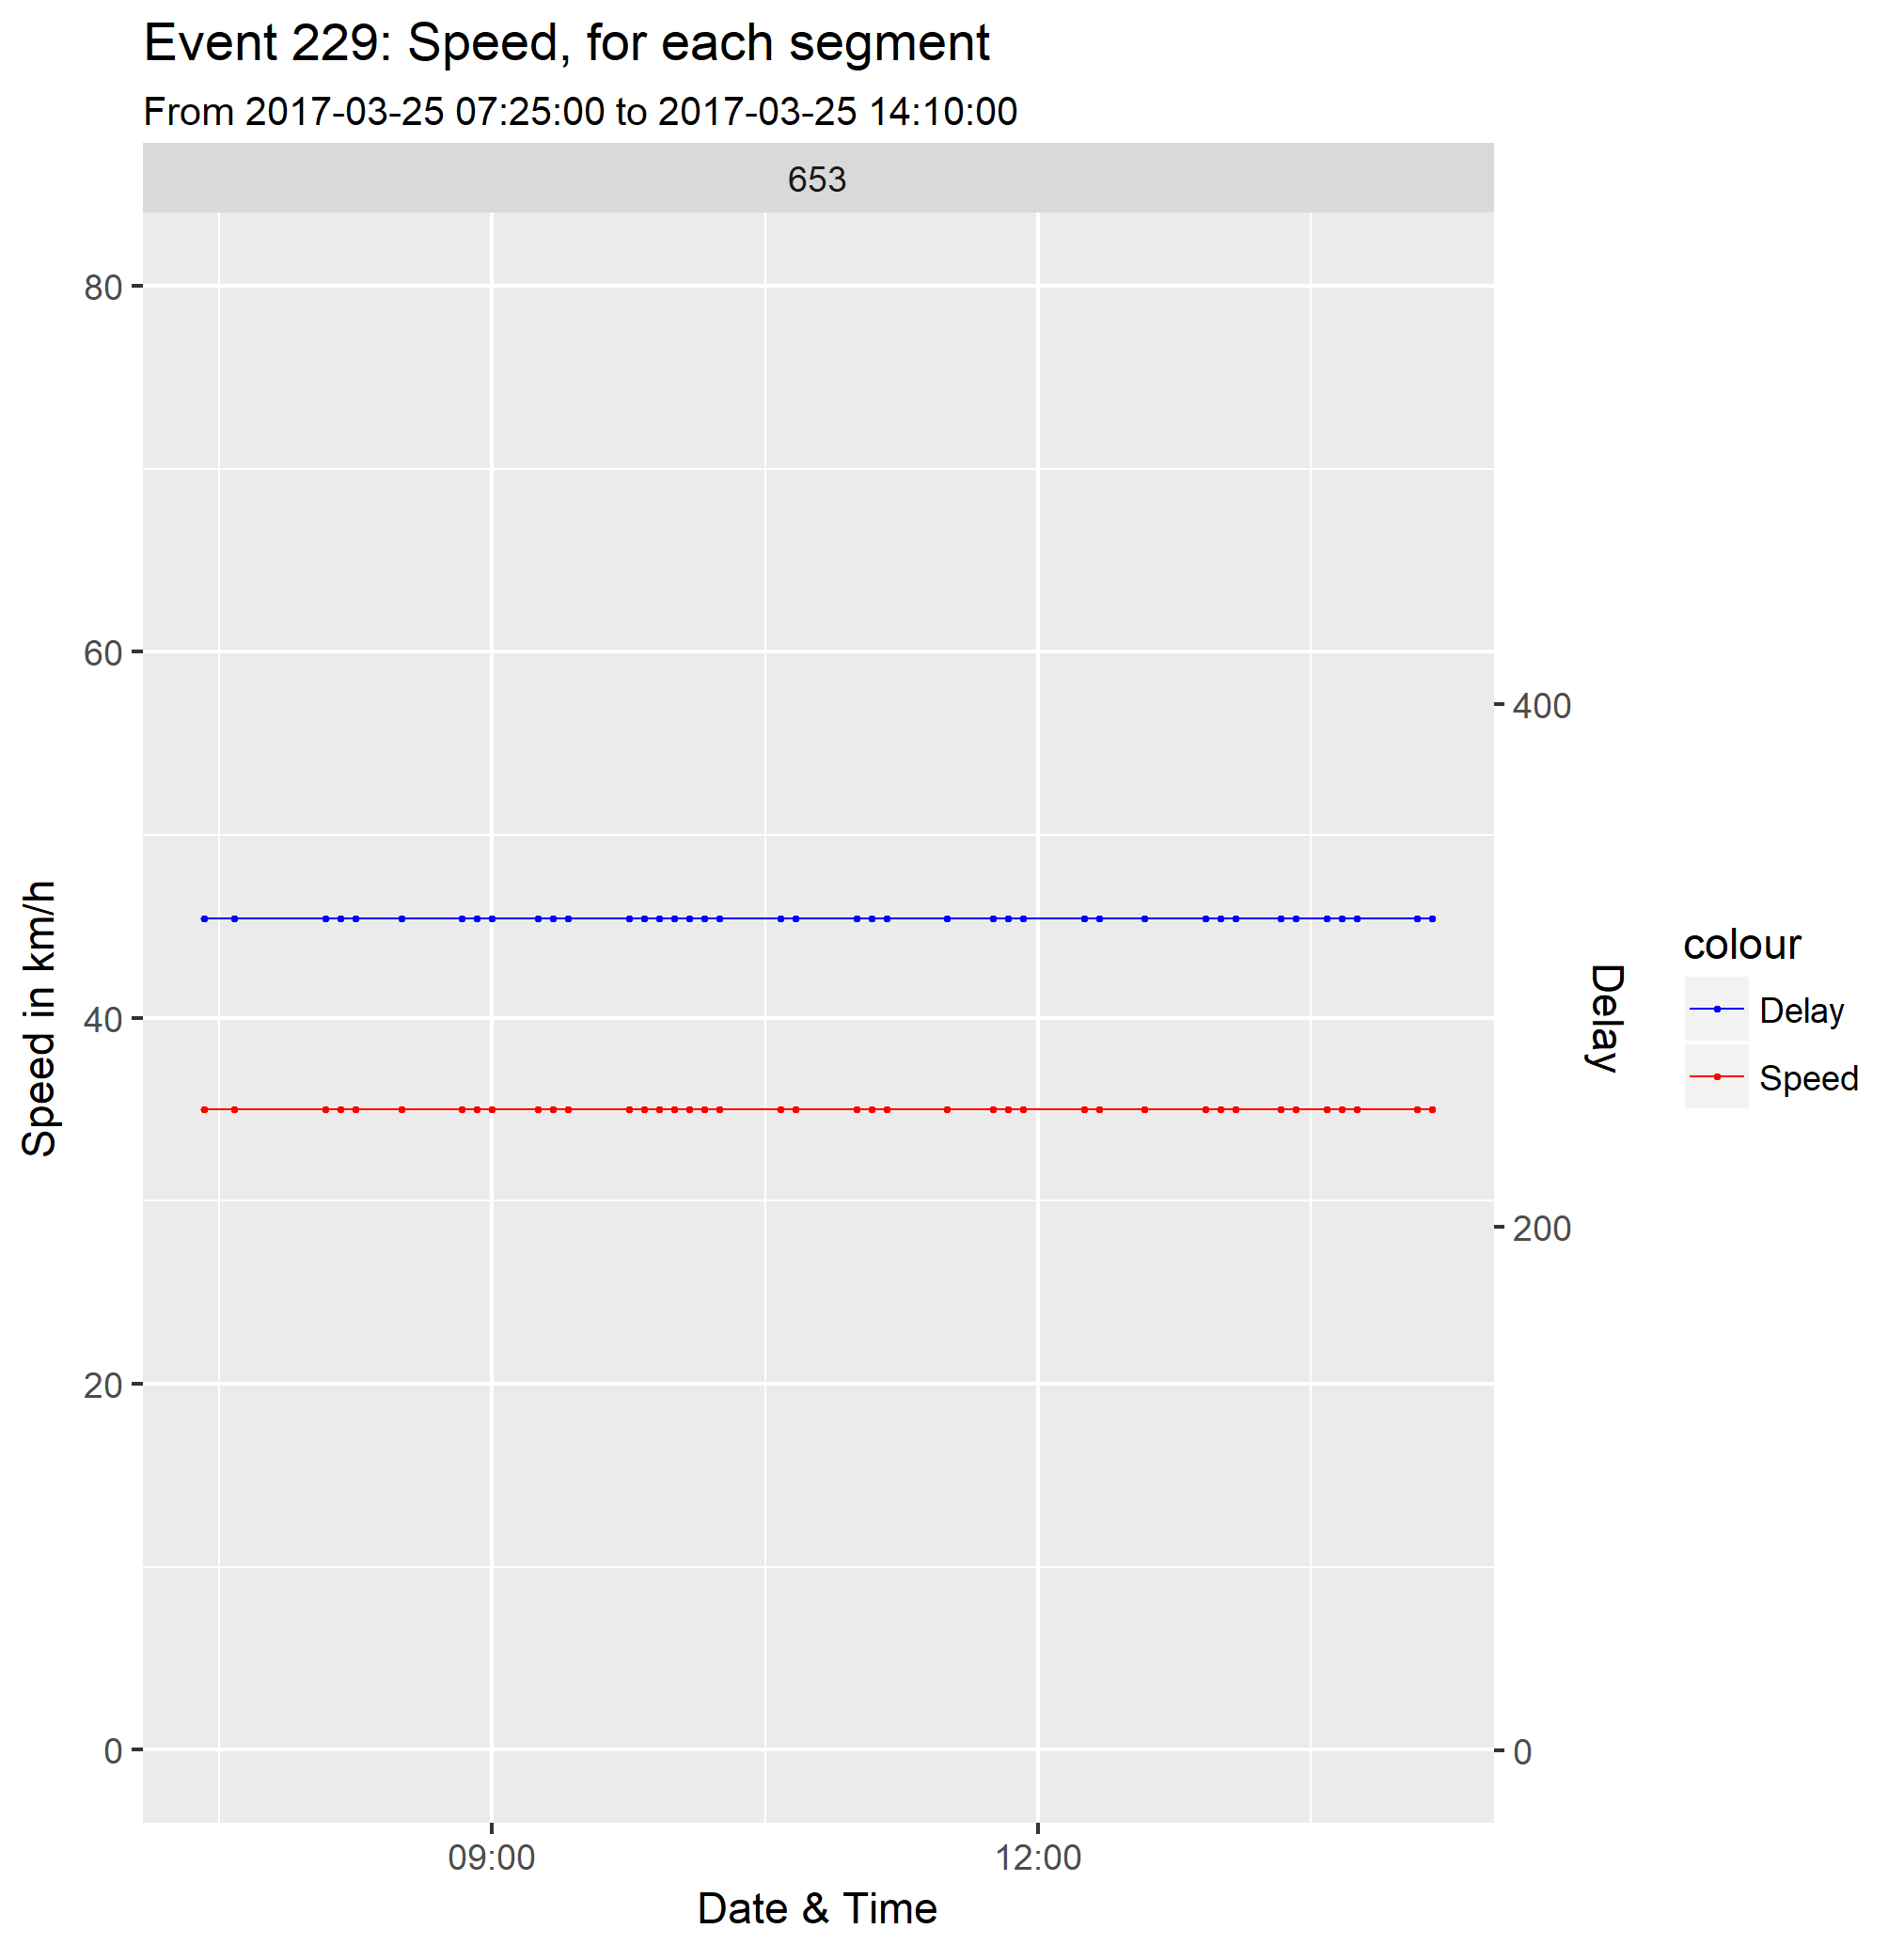 Event 229: Speed, for each segment
From 2017-03-25 07:25:00 to 2017-03-25 14:10:00
653
80
60
40
20
0
Speed in km/h
400
200
0
Delay
09:00
12:00
Date & Time
colour
Delay
Speed